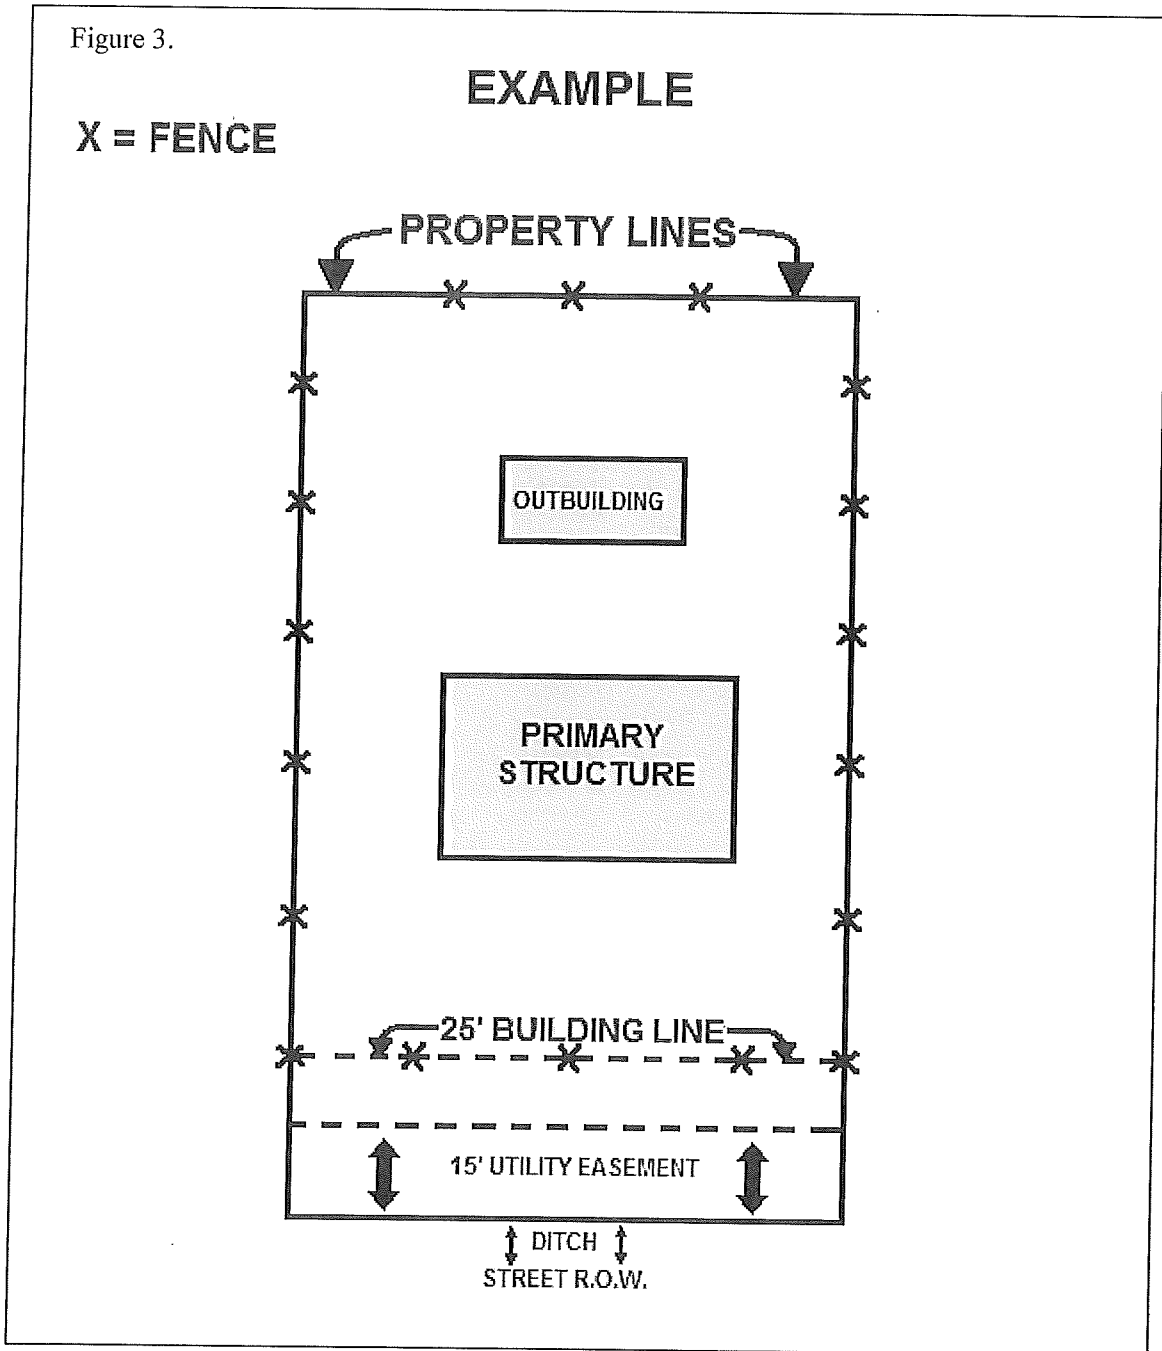 Figure 3.
EXAMPLE
X = FENCE
PROPERTY LINES
OUTBUILDING
PRIMARY
STRUCTURE
25' BUILDING LINE
15' UTILITY EASEMENT
DITCH
STREET R.O.W.